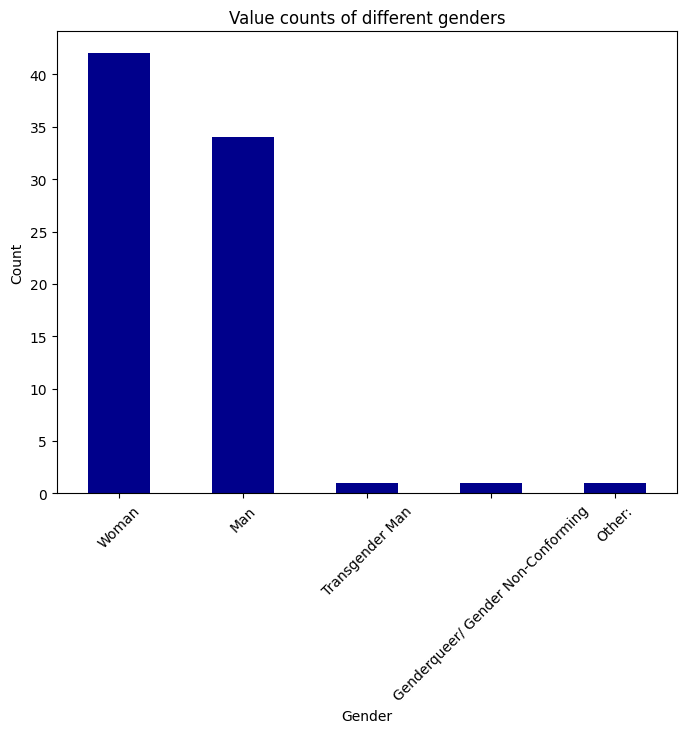 Value counts of different genders
40
35
30
25
20
15
10
5
0
Count
Woman
Man
Transgender Man
Genderqueer/ Gender Non-Conforming
Other:
Gender